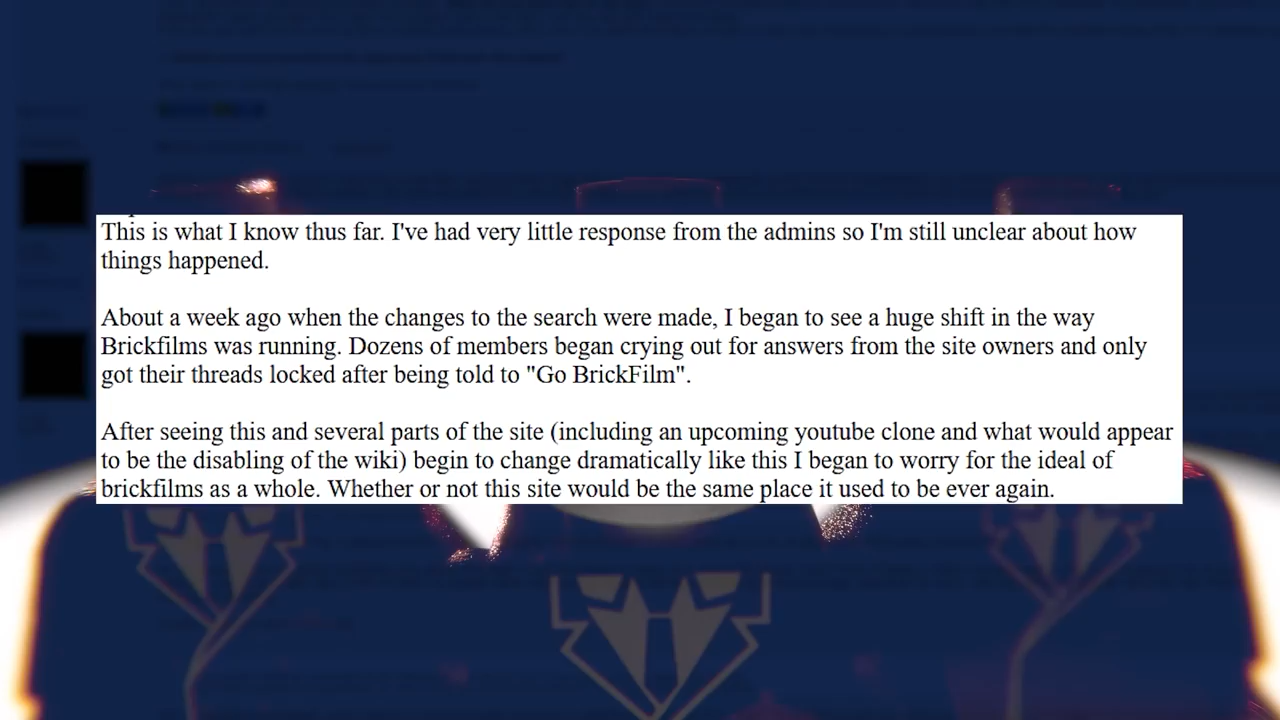 This is what I know thus far. I've had very little response from the admins so I'm still unclear about how
things happened.
About a week ago when the changes to the search were made, I began to see a huge shift in the way
Brickfilms was running. Dozens of members began crying out for answers from the site owners and only
got their threads locked after being told to "Go BrickFilm".
After seeing this and several parts of the site (including an upcoming youtube clone and what would appear
to be the disabling of the wiki) begin to change dramatically like this I began to worry for the ideal of
brickfilms as a whole. Whether or not this site would be the same place it used to be ever again.